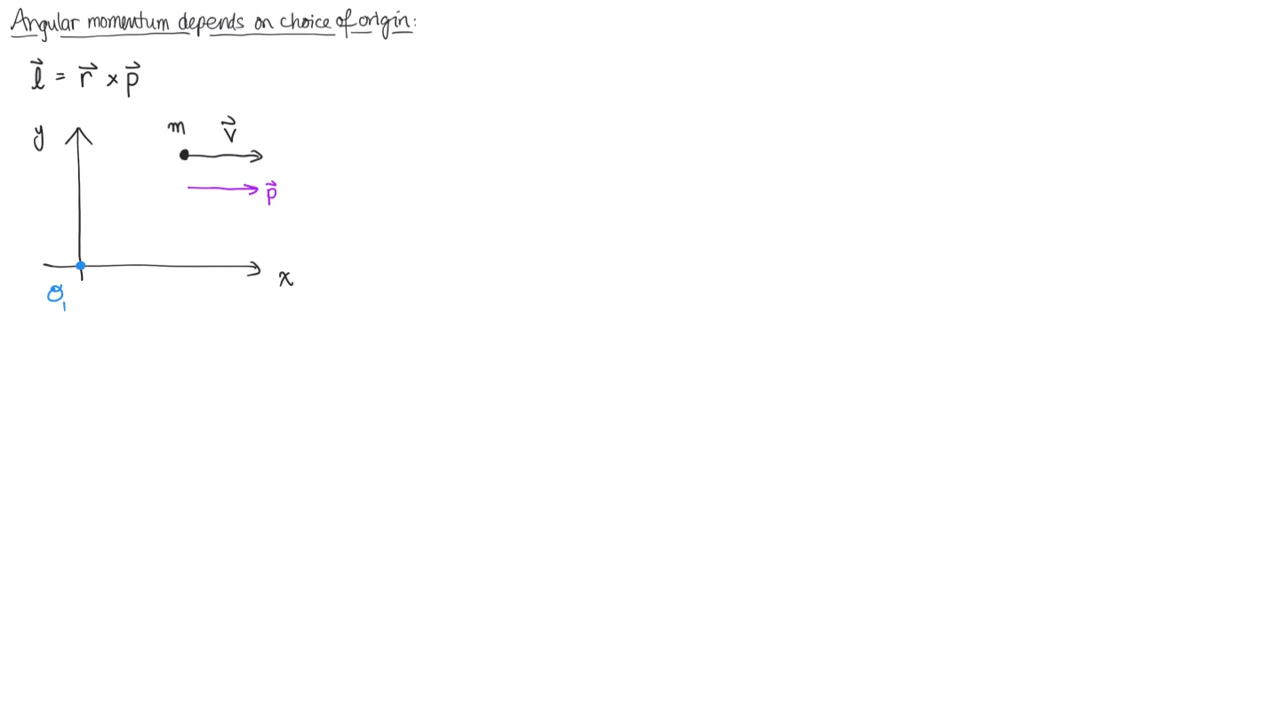 Angular momentum depends on choice of origin:
l⃗ = r⃗ × p⃗
y
m v⃗
p⃗
x
O₁